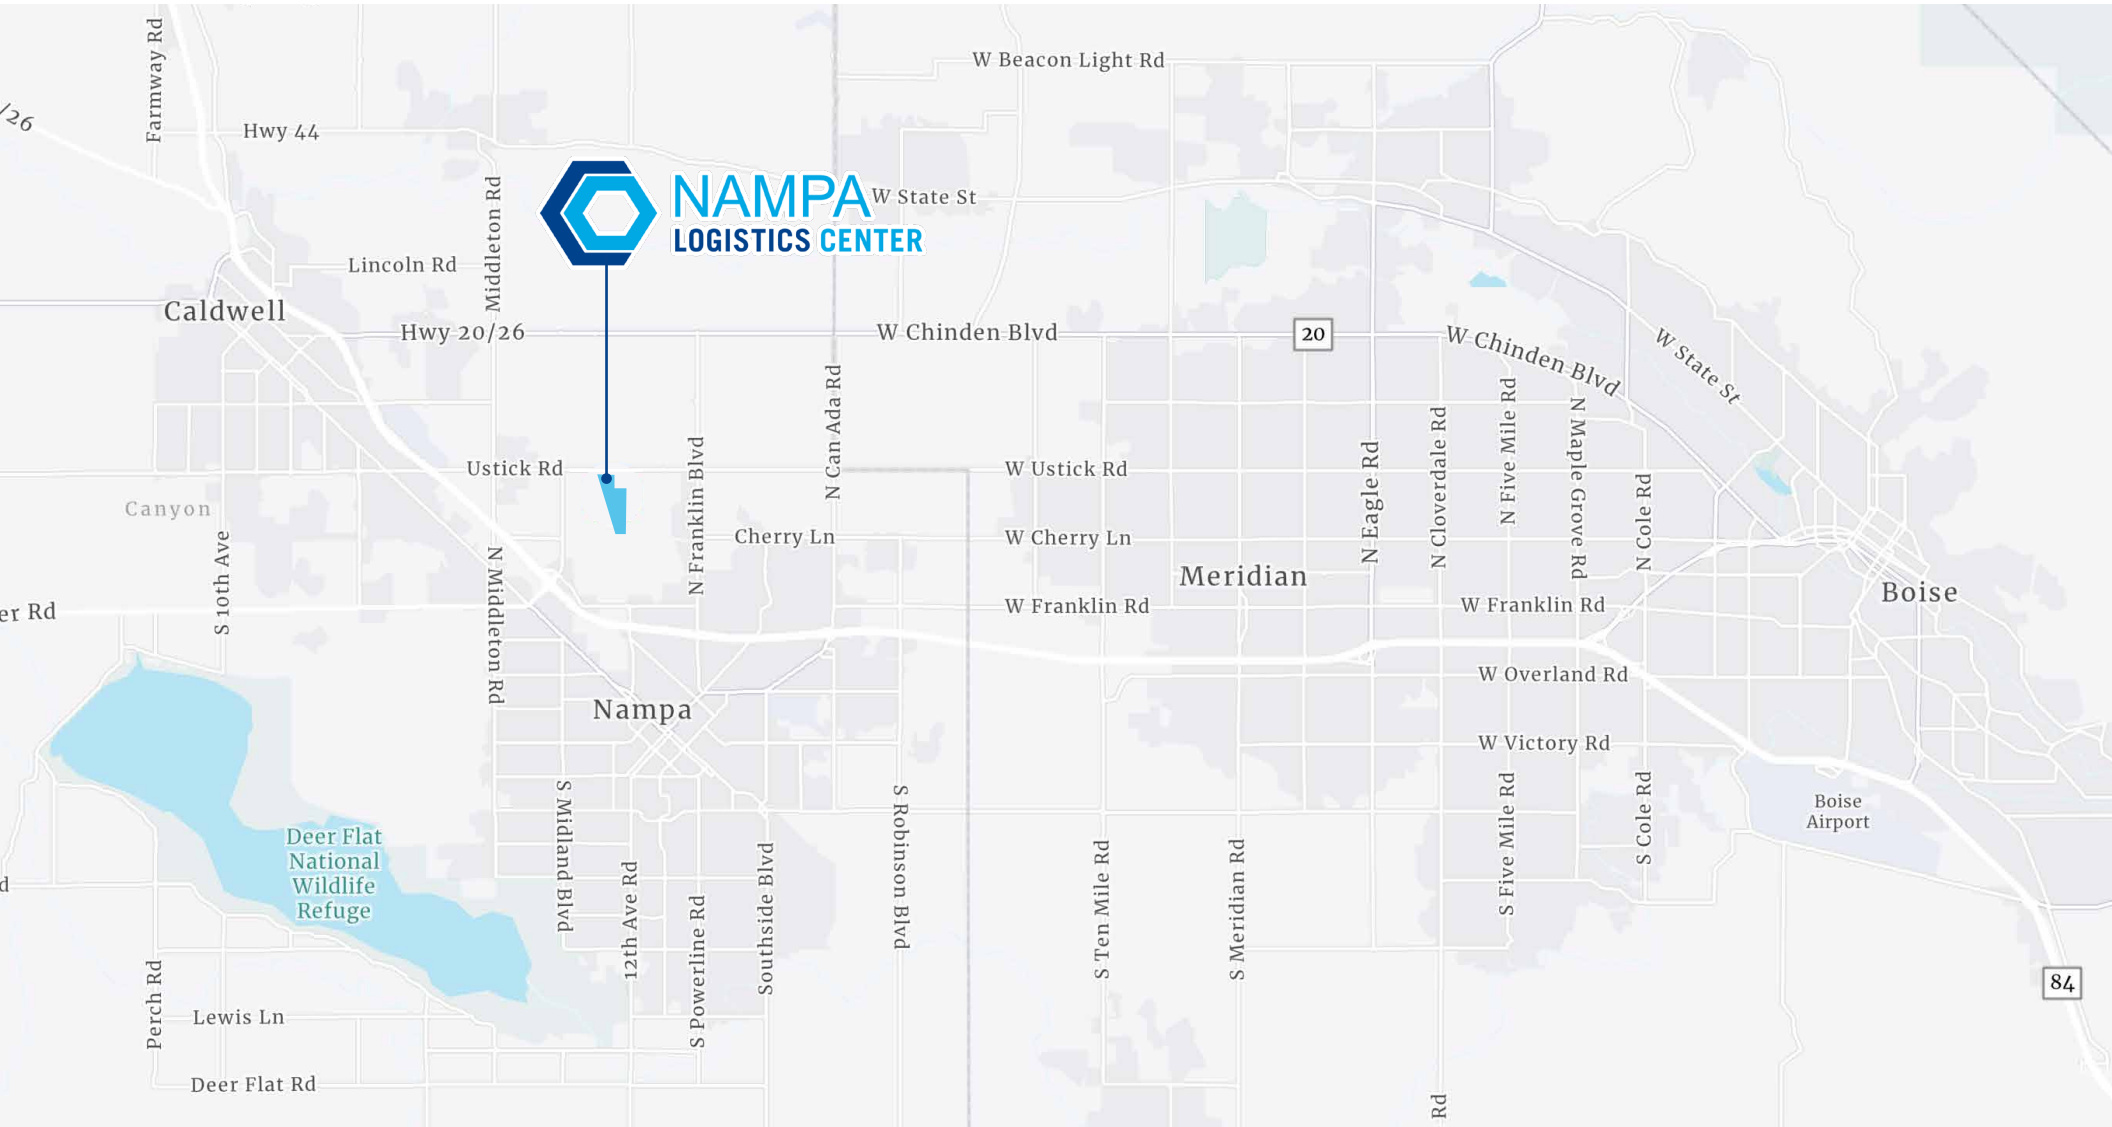 W Beacon Light Rd
Farmway Rd
/26
Hwy 44
Middleton Rd
NAMPA
LOGISTICS CENTER
W State St
Lincoln Rd
Caldwell
Hwy 20/26
W Chinden Blvd
20
W Chinden Blvd
W State St
N Can Ada Rd
N Five Mile Rd
N Maple Grove Rd
N Cloverdale Rd
N Eagle Rd
N Franklin Blvd
Ustick Rd
W Ustick Rd
N Cole Rd
Canyon
S 10th Ave
Cherry Ln
W Cherry Ln
N Middleton Rd
Meridian
Boise
er Rd
W Franklin Rd
W Franklin Rd
W Overland Rd
Nampa
W Victory Rd
S Midland Blvd
S Robinson Blvd
S Five Mile Rd
S Cole Rd
Boise
Airport
Deer Flat
National
Wildlife
Refuge
d
12th Ave Rd
S Powerline Rd
Southside Blvd
S Ten Mile Rd
S Meridian Rd
Perch Rd
84
Lewis Ln
Deer Flat Rd
Rd